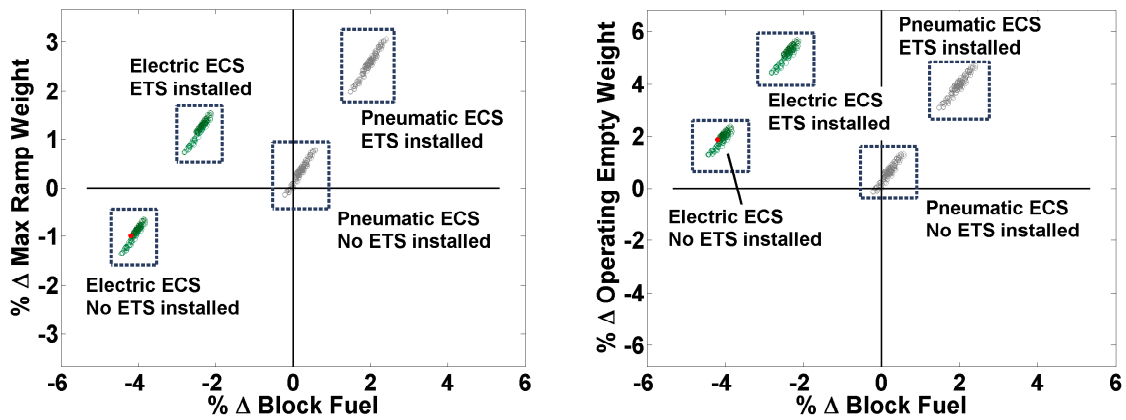 % Δ Max Ramp Weight
3
2
1
0
-1
-2
-3
Electric ECS
ETS installed
Pneumatic ECS
ETS installed
Pneumatic ECS
No ETS installed
Electric ECS
No ETS installed
-6 -4 -2 0 2 4 6
% Δ Block Fuel
% Δ Operating Empty Weight
6
4
2
0
-2
-4
-6
Pneumatic ECS
ETS installed
Electric ECS
ETS installed
Electric ECS
No ETS installed
Pneumatic ECS
No ETS installed
-6 -4 -2 0 2 4 6
% Δ Block Fuel